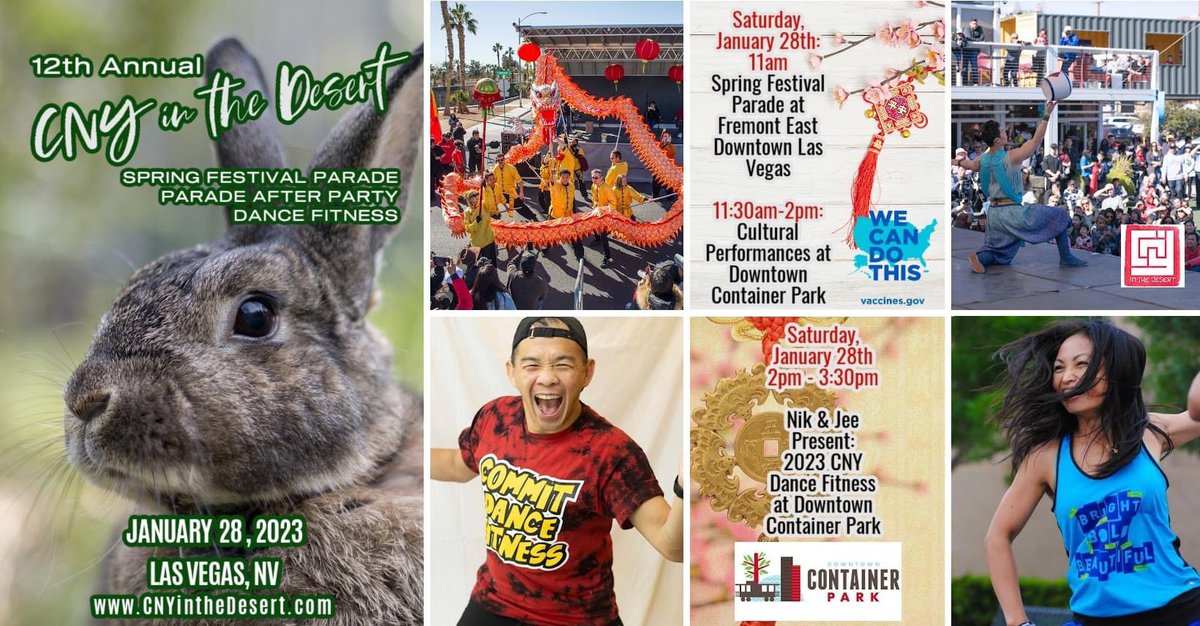 12th Annual
CNY in the Desert
SPRING FESTIVAL PARADE
PARADE AFTER PARTY
DANCE FITNESS
JANUARY 28, 2023
LAS VEGAS, NV
www.CNYintheDesert.com
Saturday,
January 28th:
11am
Spring Festival
Parade at
Fremont East
Downtown Las
Vegas
11:30am-2pm:
Cultural
Performances at
Downtown
Container Park
WE
CAN
DO
THIS
vaccines.gov
IN THE DESERT
COMMIT
DANCE
FITNESS
Saturday,
January 28th
2pm - 3:30pm
Nik & Jee
Present:
2023 CNY
Dance Fitness
at Downtown
Container Park
DOWNTOWN
CONTAINER
PARK
BRIGHT
BOLD
BEAUTIFUL